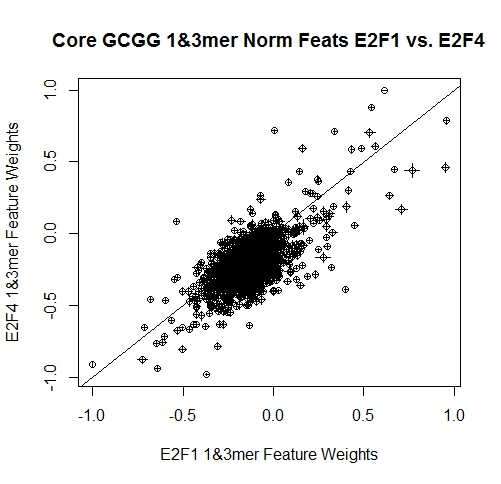 Core GCGG 1&3mer Norm Feats E2F1 vs. E2F4
1.0
0.5
0.0
-0.5
-1.0
E2F4 1&3mer Feature Weights
-1.0 -0.5 0.0 0.5 1.0
E2F1 1&3mer Feature Weights